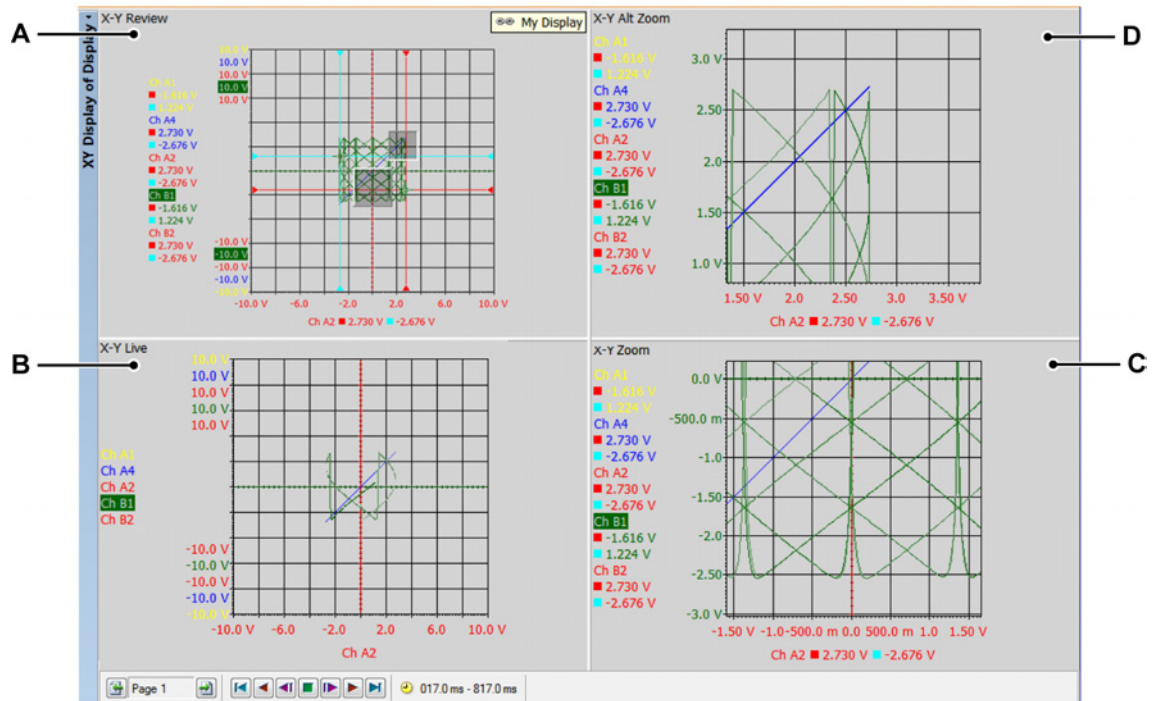 A
B
C
D
XY Display of Display
X-Y Review
My Display
10.0 V
10.0 V
10.0 V
10.0 V
10.0 V
Ch A1
-1.616 V
1.224 V
Ch A4
2.730 V
-2.676 V
Ch A2
2.730 V
-2.676 V
Ch B1
-1.616 V
1.224 V
Ch B2
2.730 V
-2.676 V
-10.0 V
-10.0 V
-10.0 V
-10.0 V
-10.0 V
-10.0 V -6.0 -2.0 2.0 6.0 10.0 V
Ch A2 2.730 V -2.676 V
X-Y Alt Zoom
Ch A1
-1.616 V
1.224 V
Ch A4
2.730 V
-2.676 V
Ch A2
2.730 V
-2.676 V
Ch B1
-1.616 V
1.224 V
Ch B2
2.730 V
-2.676 V
3.0 V
2.50
2.0
1.50
1.0 V
1.50 V 2.0 2.50 3.0 3.50 V
Ch A2 2.730 V -2.676 V
X-Y Live
10.0 V
10.0 V
10.0 V
10.0 V
10.0 V
Ch A1
Ch A4
Ch A2
Ch B1
Ch B2
-10.0 V
-10.0 V
-10.0 V
-10.0 V
-10.0 V
-10.0 V -6.0 -2.0 2.0 6.0 10.0 V
Ch A2
X-Y Zoom
Ch A1
-1.616 V
1.224 V
Ch A4
2.730 V
-2.676 V
Ch A2
2.730 V
-2.676 V
Ch B1
-1.616 V
1.224 V
Ch B2
2.730 V
-2.676 V
0.0 V
-500.0 m
-1.0
-1.50
-2.0
-2.50
-3.0 V
-1.50 V -1.0 -500.0 m 0.0 500.0 m 1.0 1.50 V
Ch A2 2.730 V -2.676 V
Page 1
017.0 ms - 817.0 ms